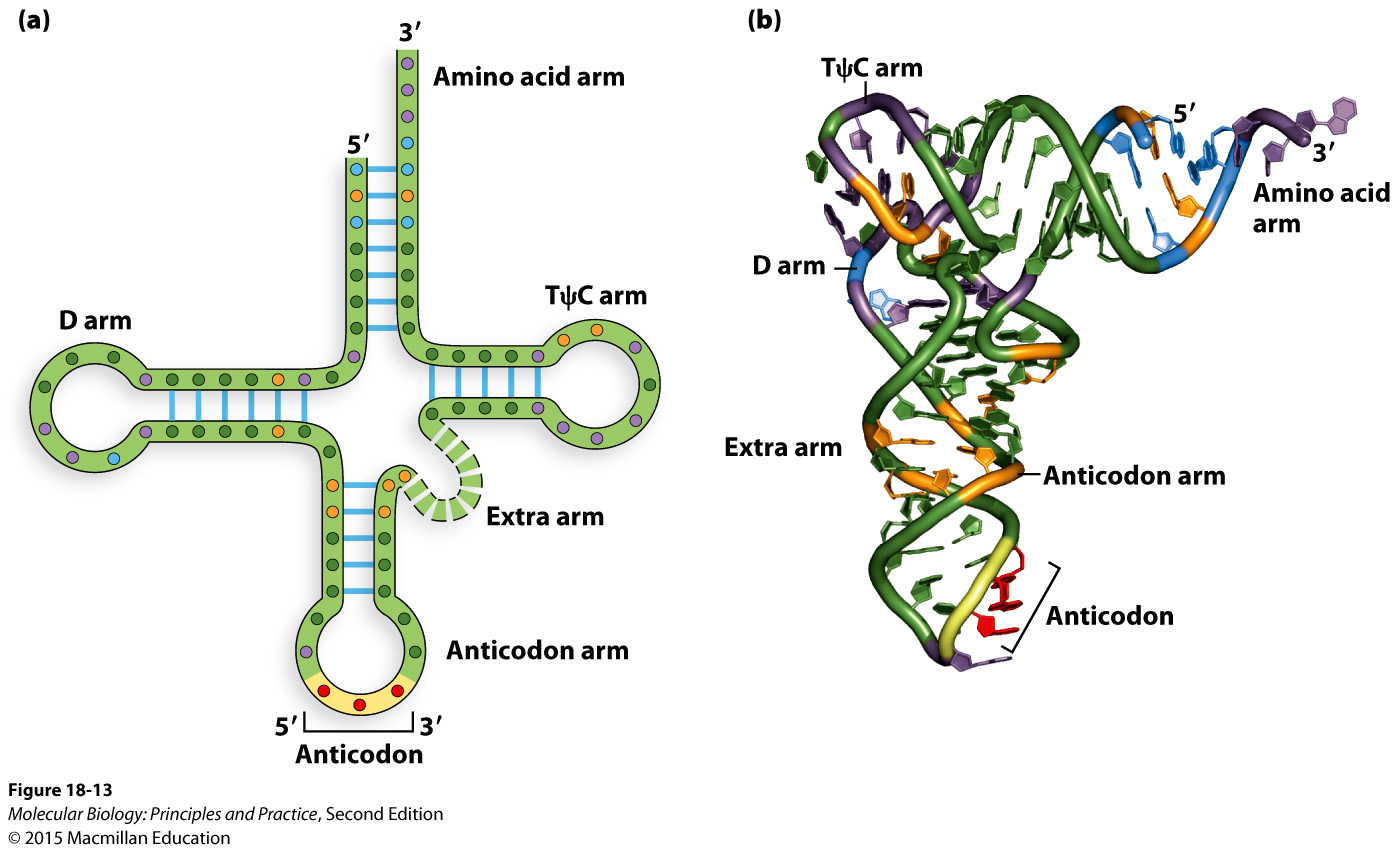 (a)
3′
Amino acid arm
5′
TψC arm
D arm
Extra arm
Anticodon arm
5′
3′
Anticodon
(b)
TψC arm
5′
3′
Amino acid
arm
D arm
Extra arm
Anticodon arm
Anticodon
Figure 18-13
Molecular Biology: Principles and Practice, Second Edition
© 2015 Macmillan Education